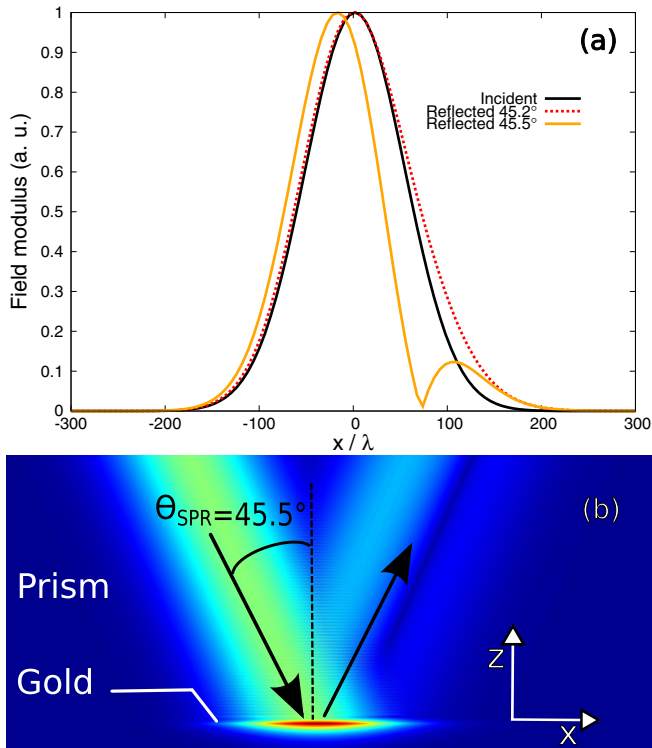 (a)
Field modulus (a. u.)
1
0.9
0.8
0.7
0.6
0.5
0.4
0.3
0.2
0.1
0
Incident
Reflected 45.2°
Reflected 45.5°
-300
-200
-100
0
100
200
300
x / λ
(b)
ΘSPR=45.5°
Prism
Gold
Z
X